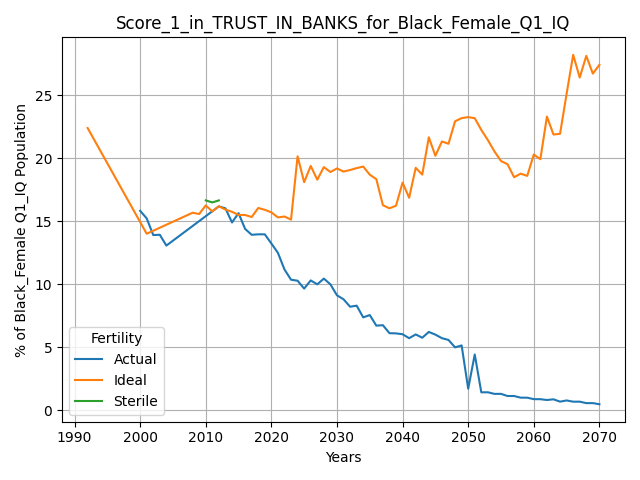 Score_1_in_TRUST_IN_BANKS_for_Black_Female_Q1_IQ
% of Black_Female Q1_IQ Population
25
20
15
10
5
0
Fertility
Actual
Ideal
Sterile
1990 2000 2010 2020 2030 2040 2050 2060 2070
Years